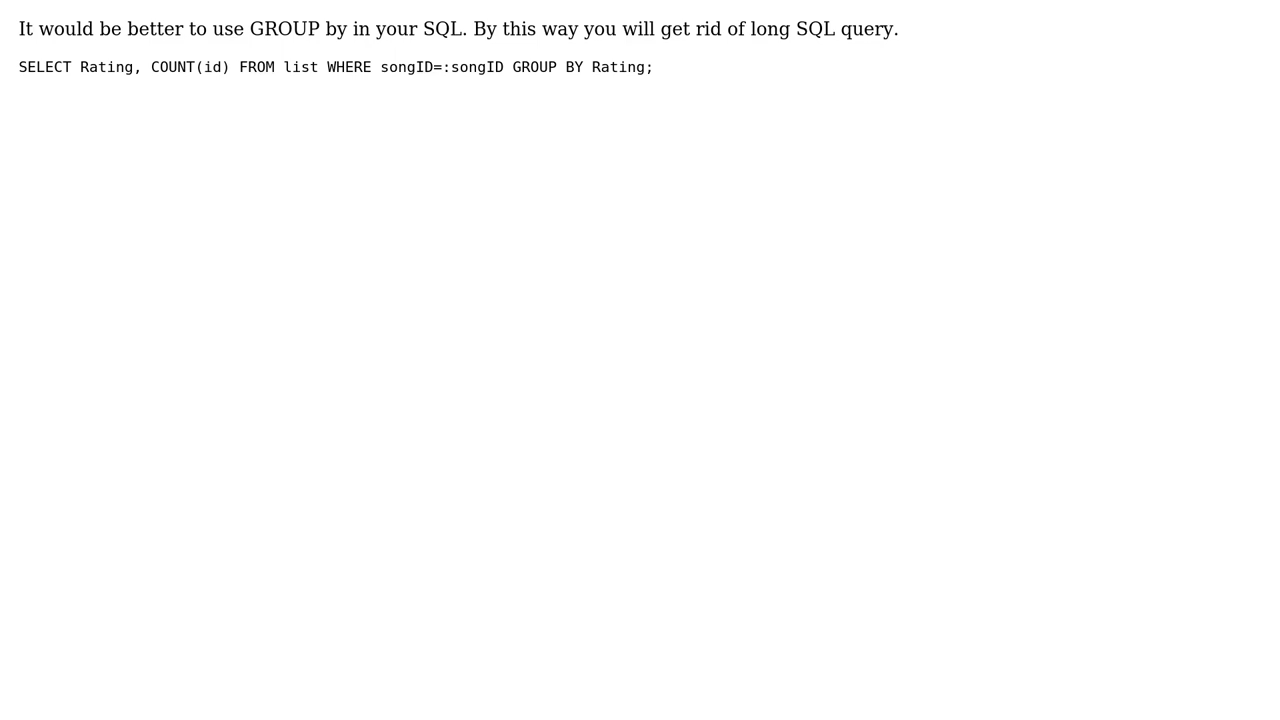 It would be better to use GROUP by in your SQL. By this way you will get rid of long SQL query.
SELECT Rating, COUNT(id) FROM list WHERE songID=:songID GROUP BY Rating;